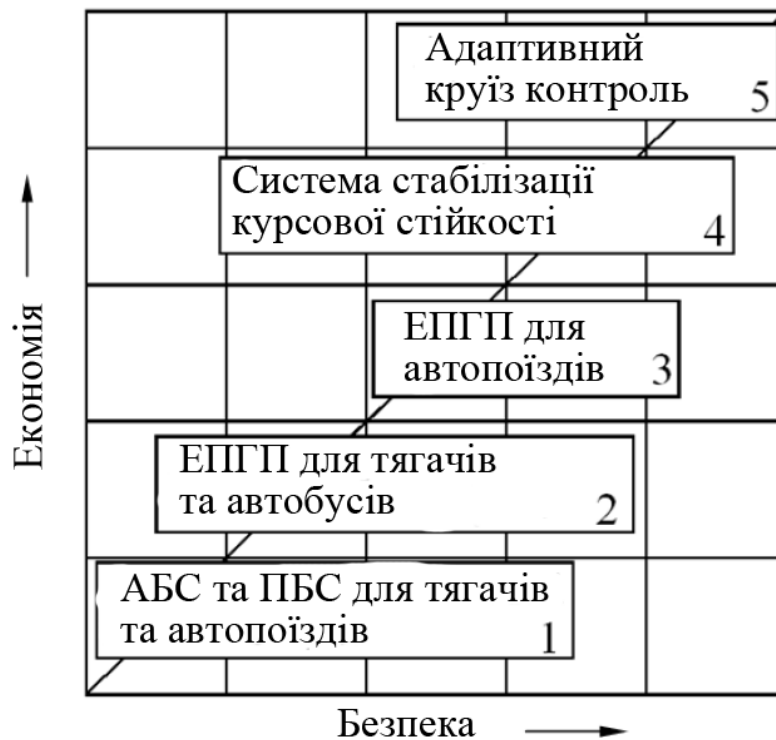 Адаптивний
круїз контроль 5
Система стабілізації
курсової стійкості 4
ЕПГП для
автопоїздів 3
ЕПГП для тягачів
та автобусів 2
АБС та ПБС для тягачів
та автопоїздів 1
Економія
Безпека